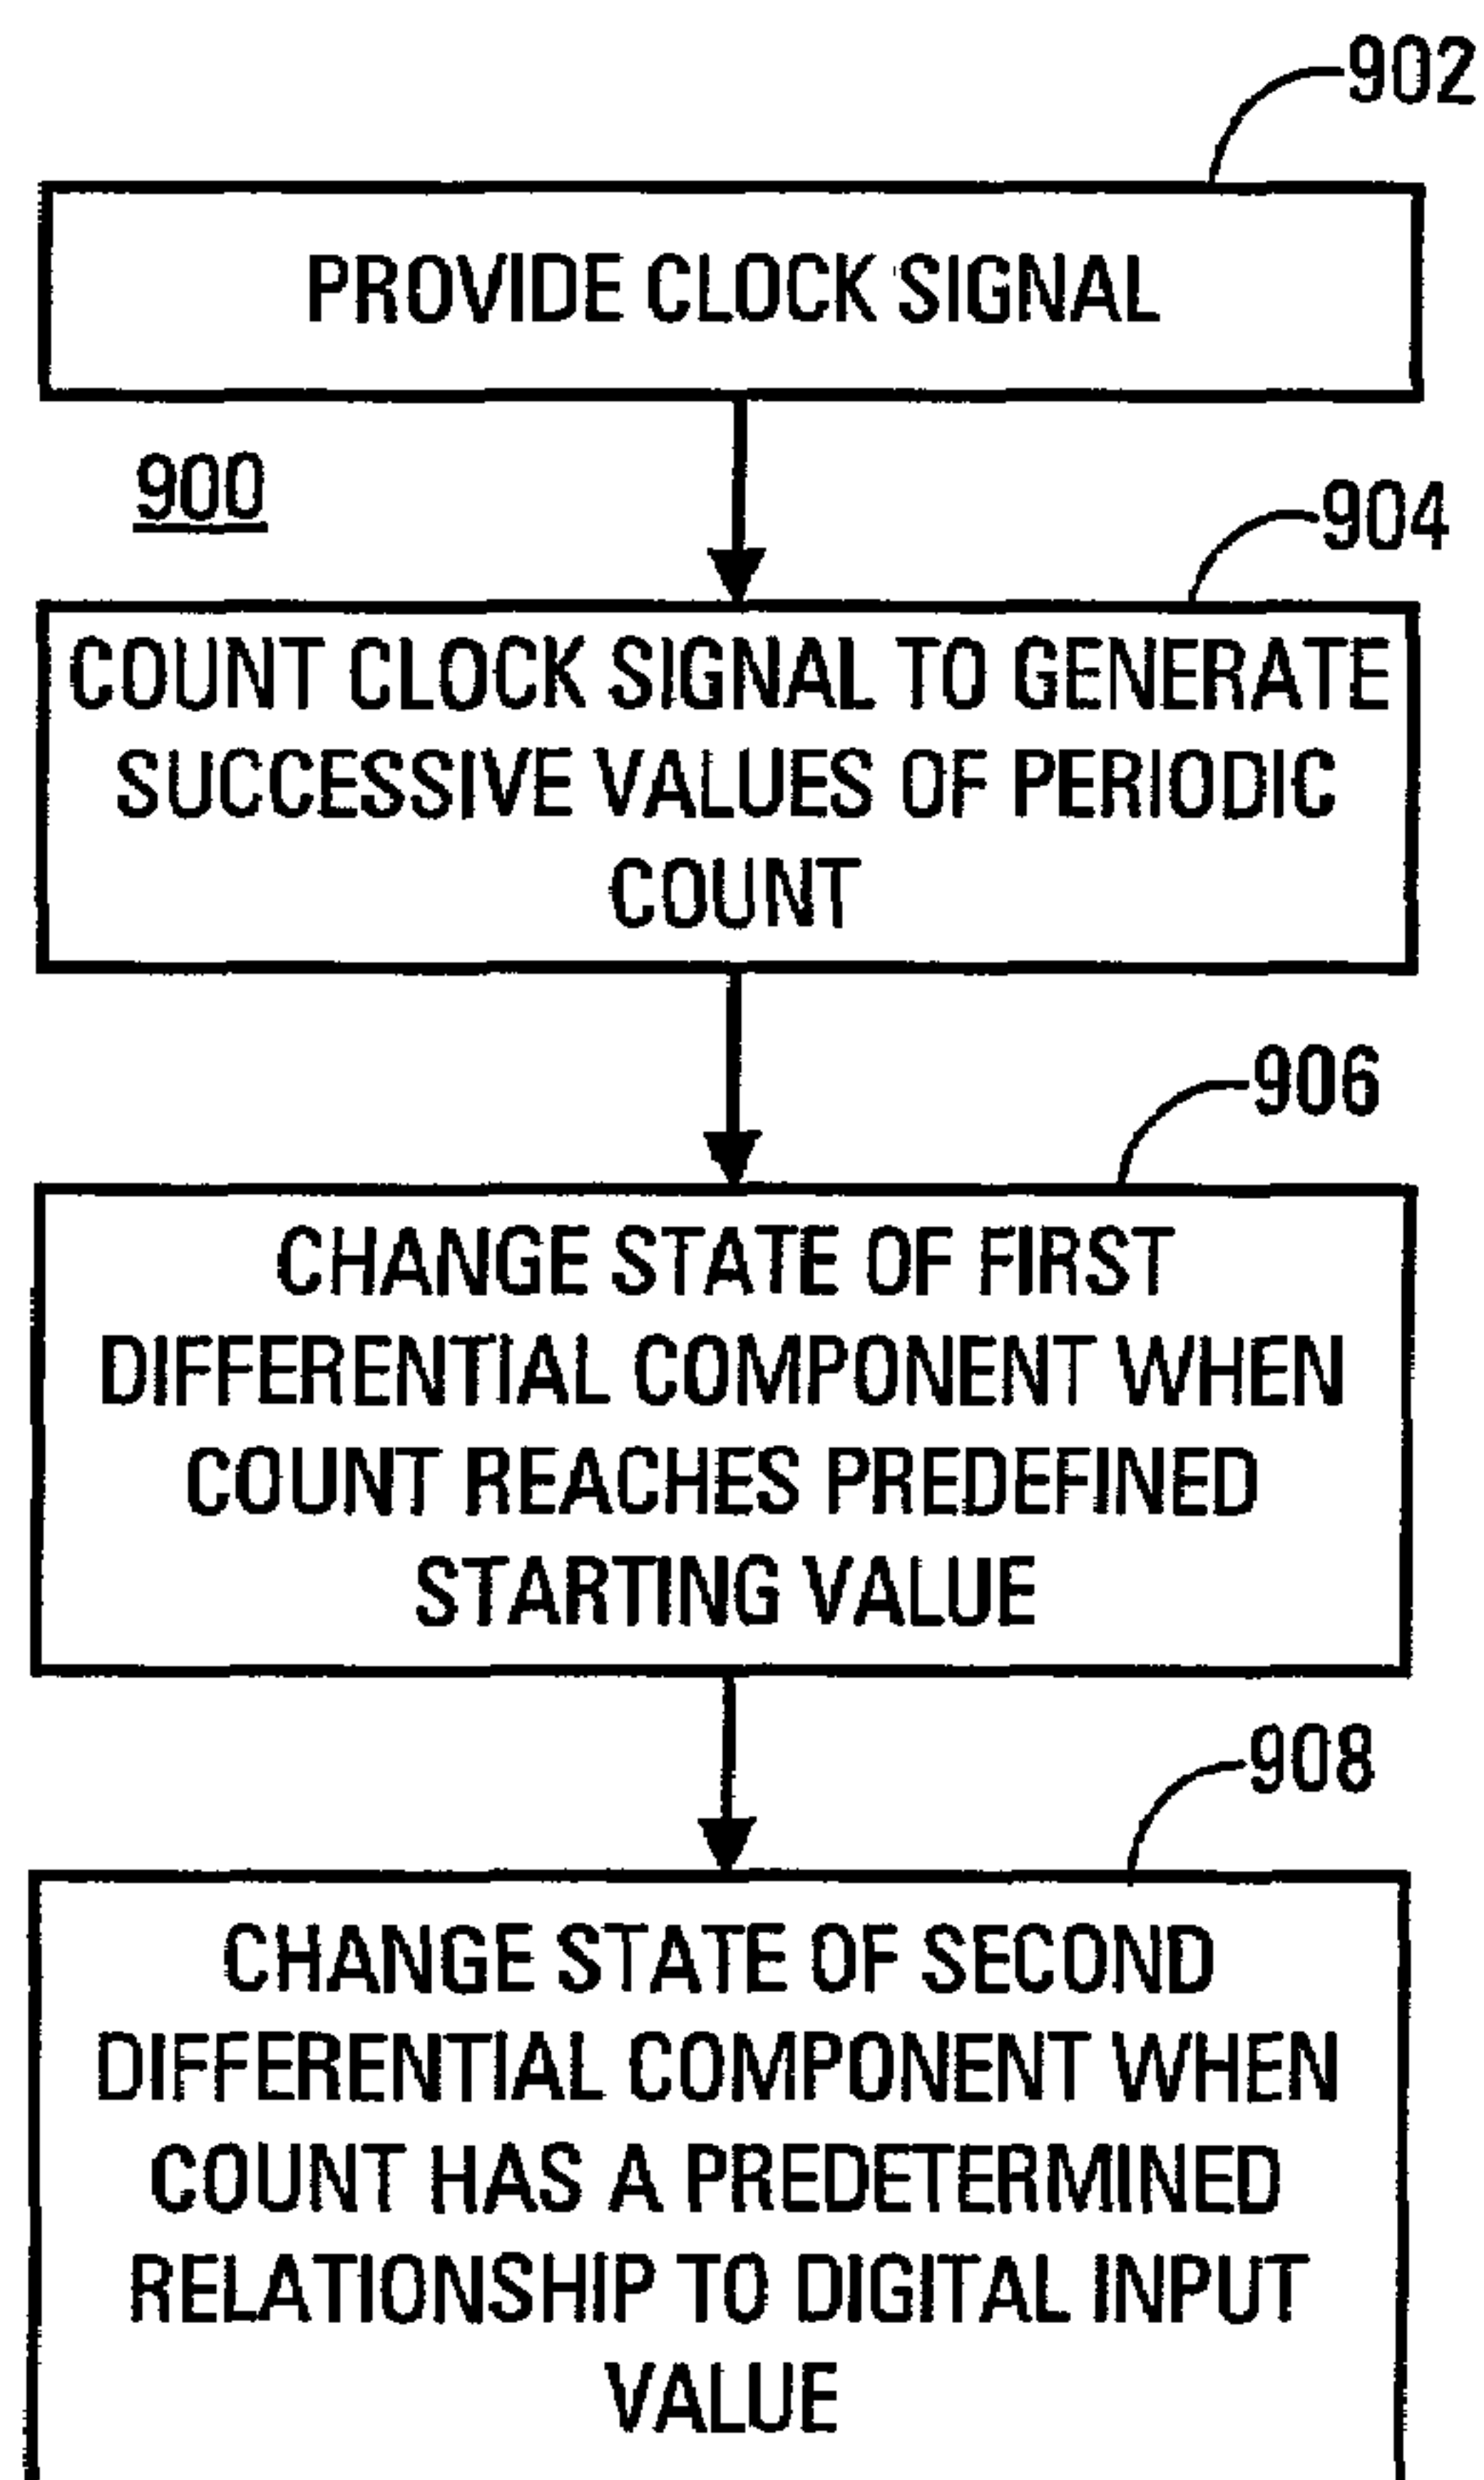 902
PROVIDE CLOCK SIGNAL
900
904
COUNT CLOCK SIGNAL TO GENERATE
SUCCESSIVE VALUES OF PERIODIC
COUNT
906
CHANGE STATE OF FIRST
DIFFERENTIAL COMPONENT WHEN
COUNT REACHES PREDEFINED
STARTING VALUE
908
CHANGE STATE OF SECOND
DIFFERENTIAL COMPONENT WHEN
COUNT HAS A PREDETERMINED
RELATIONSHIP TO DIGITAL INPUT
VALUE